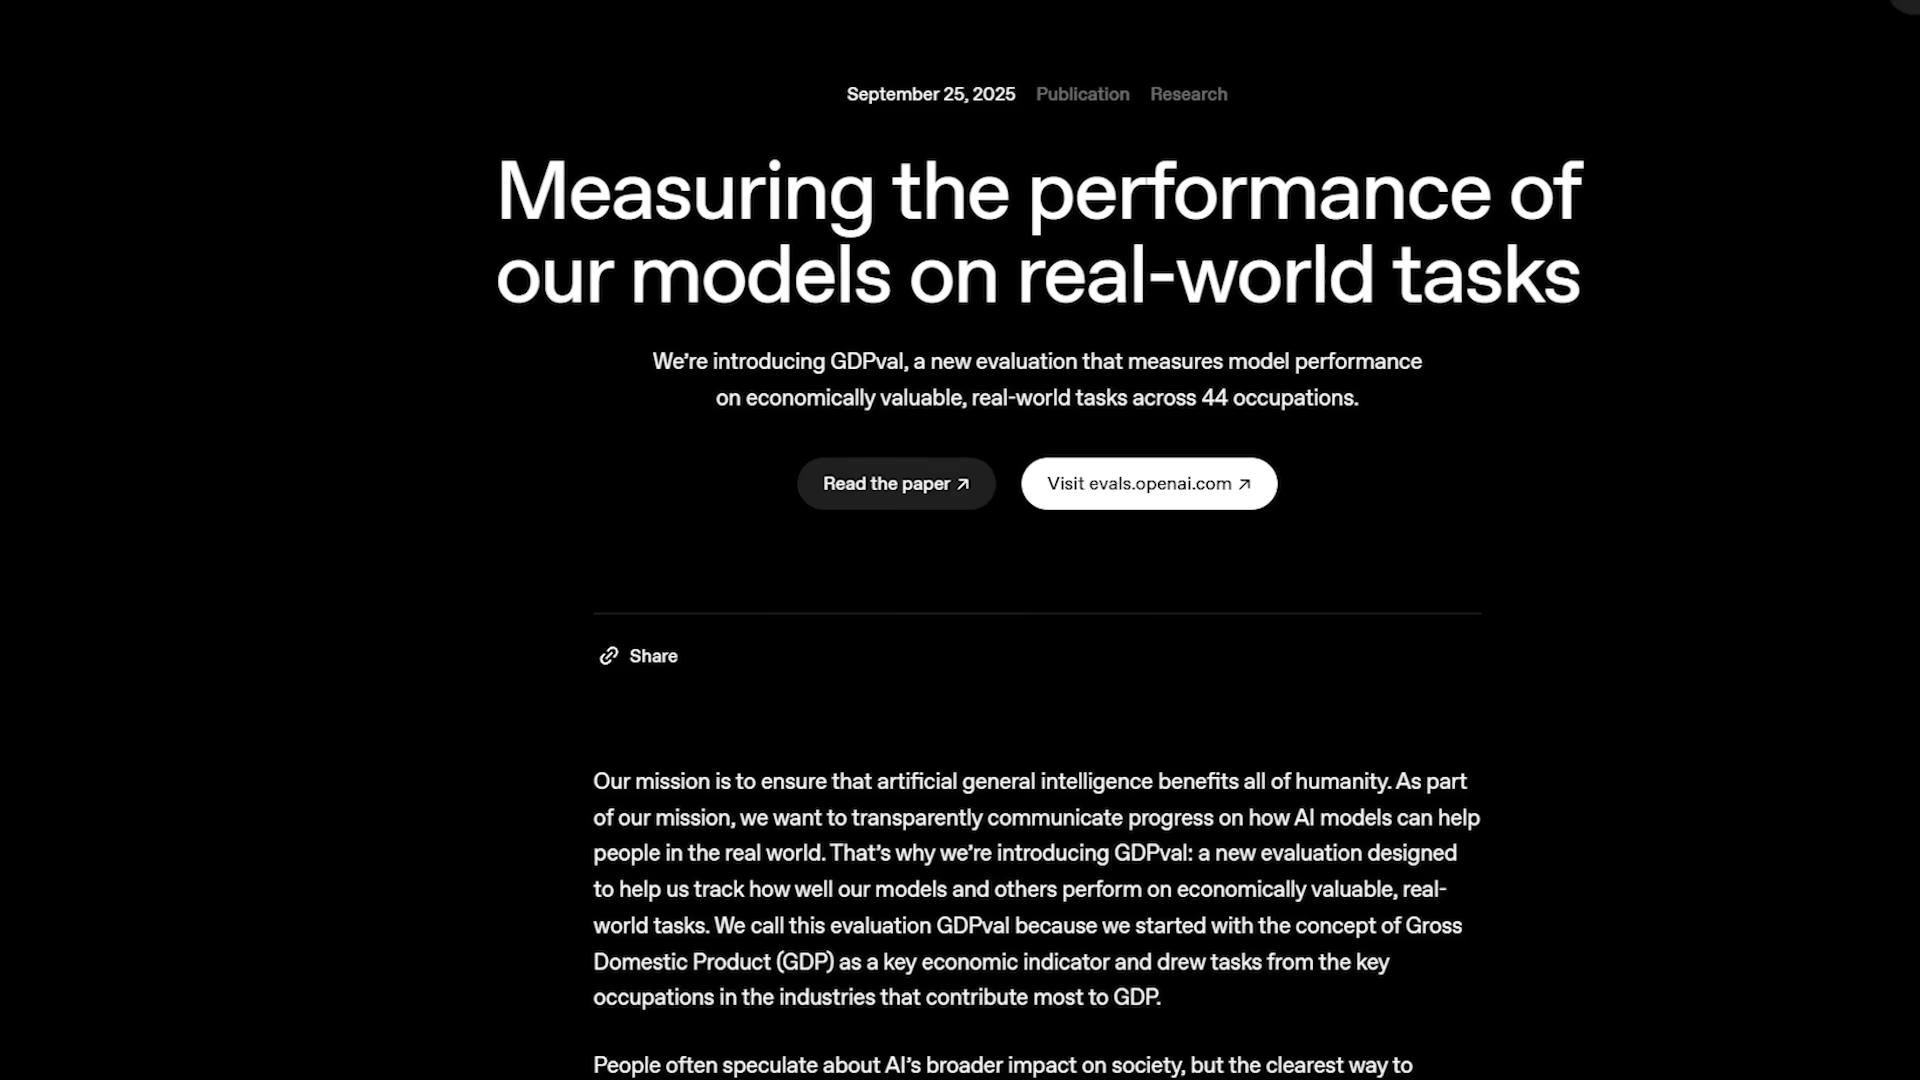 September 25, 2025 Publication Research
Measuring the performance of
our models on real-world tasks
We’re introducing GDPval, a new evaluation that measures model performance
on economically valuable, real-world tasks across 44 occupations.
Read the paper ↗ Visit evals.openai.com ↗
Share
Our mission is to ensure that artificial general intelligence benefits all of humanity. As part
of our mission, we want to transparently communicate progress on how AI models can help
people in the real world. That’s why we’re introducing GDPval: a new evaluation designed
to help us track how well our models and others perform on economically valuable, real-
world tasks. We call this evaluation GDPval because we started with the concept of Gross
Domestic Product (GDP) as a key economic indicator and drew tasks from the key
occupations in the industries that contribute most to GDP.
People often speculate about AI’s broader impact on society, but the clearest way to